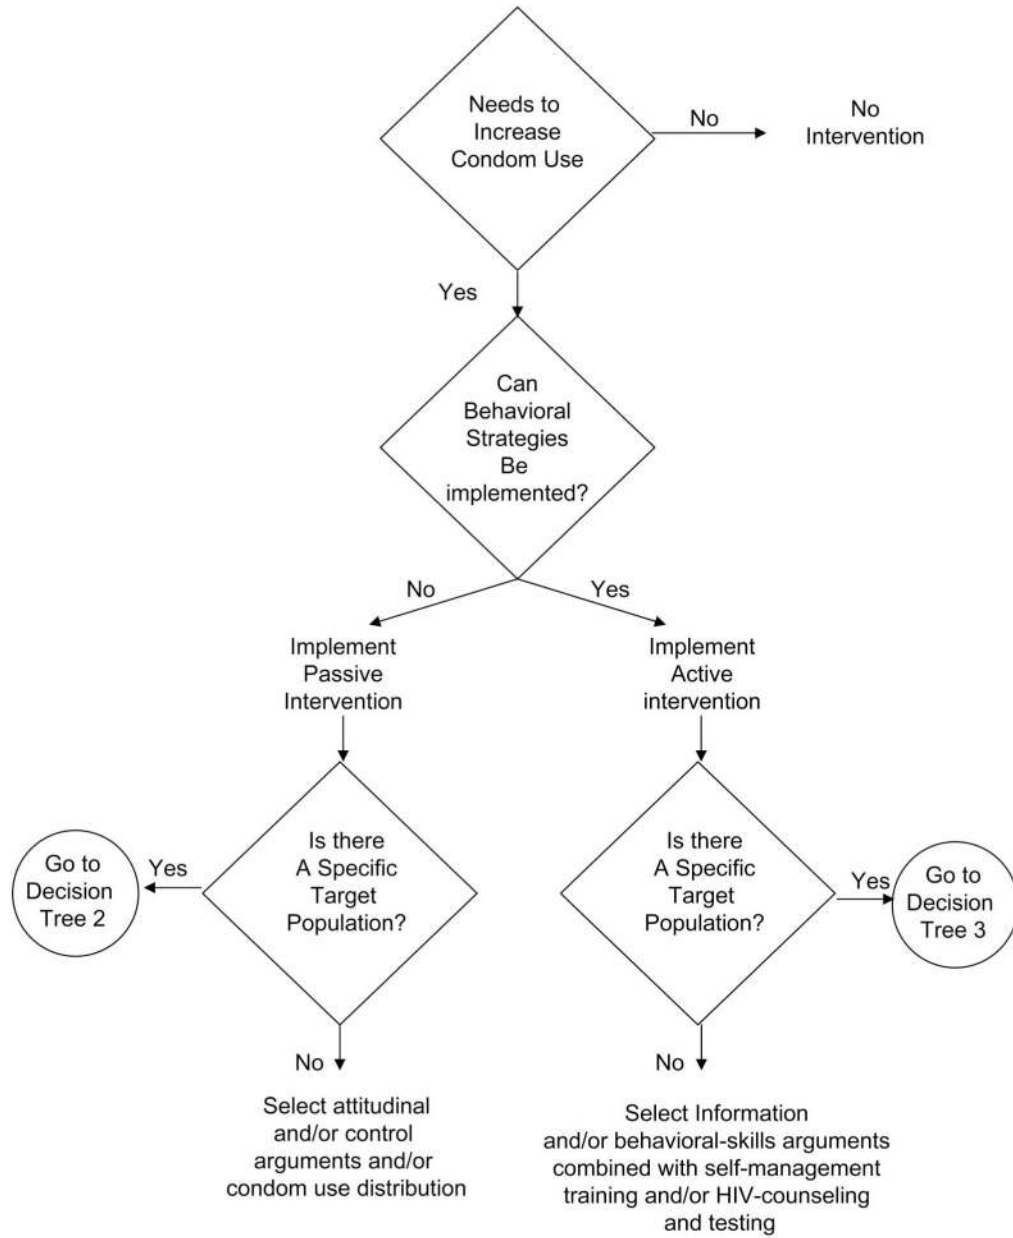 Needs to
Increase
Condom Use
No
No
Intervention
Yes
Can
Behavioral
Strategies
Be
implemented?
No
Yes
Implement
Passive
Intervention
Implement
Active
intervention
Is there
A Specific
Target
Population?
Yes
Go to
Decision
Tree 2
Is there
A Specific
Target
Population?
Yes
Go to
Decision
Tree 3
No
Select attitudinal
and/or control
arguments and/or
condom use distribution
No
Select Information
and/or behavioral-skills arguments
combined with self-management
training and/or HIV-counseling
and testing